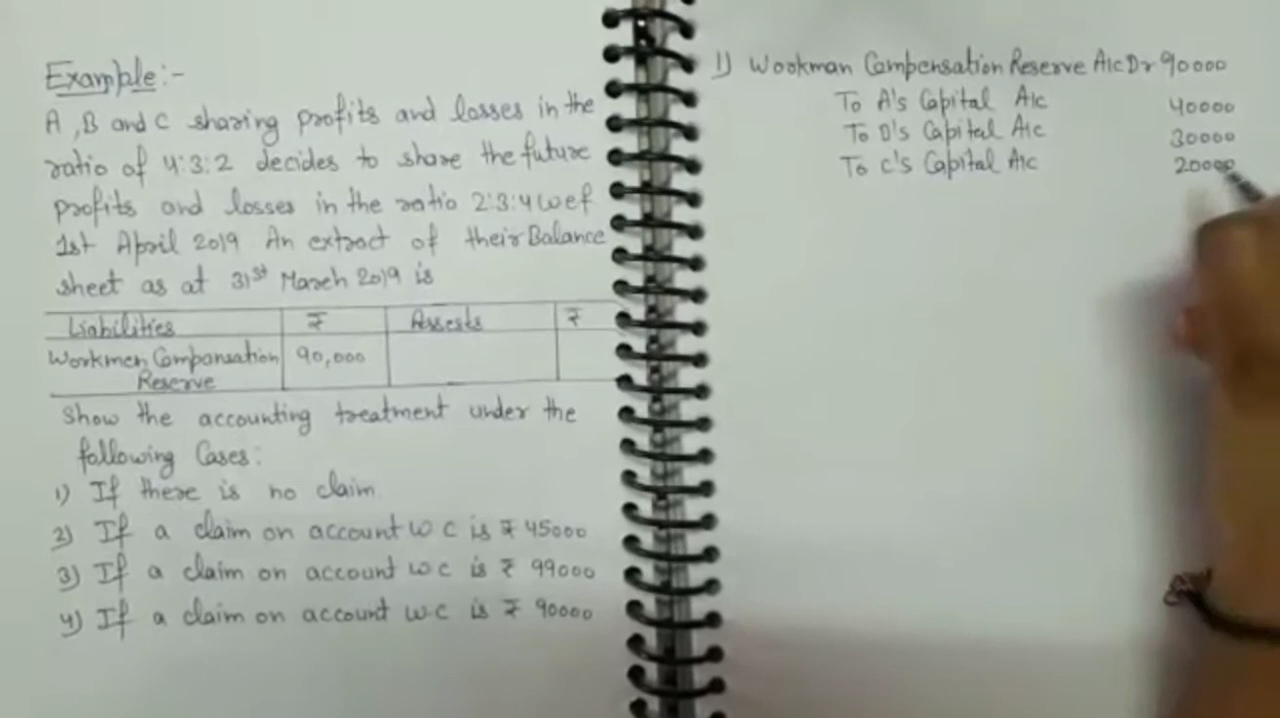 Example:-
A, B and C sharing profits and losses in the
ratio of 4:3:2 decides to share the future
profits and losses in the ratio 2:3:4 wef
1st April 2019 An extract of their Balance
sheet as at 31st March 2019 is
Liabilities ₹ Assests ₹
Workmen Compensation 90,000
Reserve
Show the accounting treatment under the
following Cases:
1) If there is no claim
2) If a claim on account w c is ₹ 45000
3) If a claim on account w c is ₹ 99000
4) If a claim on account w.c is ₹ 90000
1) Workman Compensation Reserve A/c Dr 90000
To A's Capital A/c 40000
To B's Capital A/c 30000
To C's Capital A/c 20000